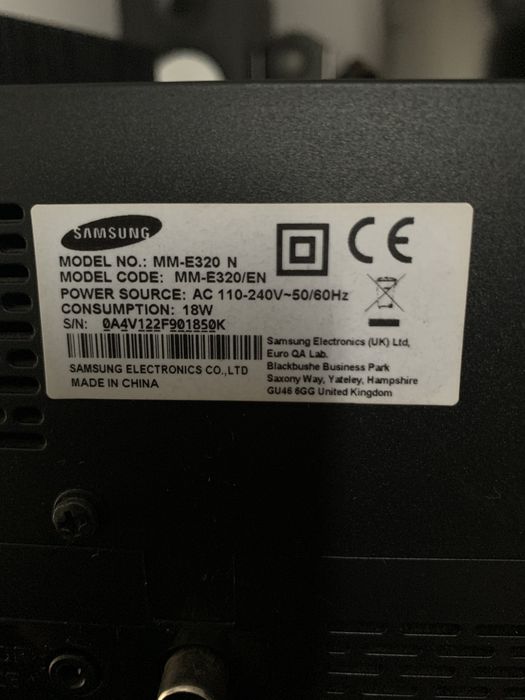 SAMSUNG
MODEL NO.: MM-E320 N
MODEL CODE: MM-E320/EN
POWER SOURCE: AC 110-240V~50/60Hz
CONSUMPTION: 18W
S/N: 0A4V122F901850K
SAMSUNG ELECTRONICS CO.,LTD
MADE IN CHINA
CE
Samsung Electronics (UK) Ltd,
Euro QA Lab.
Blackbushe Business Park
Saxony Way, Yateley, Hampshire
GU46 6GG United Kingdom